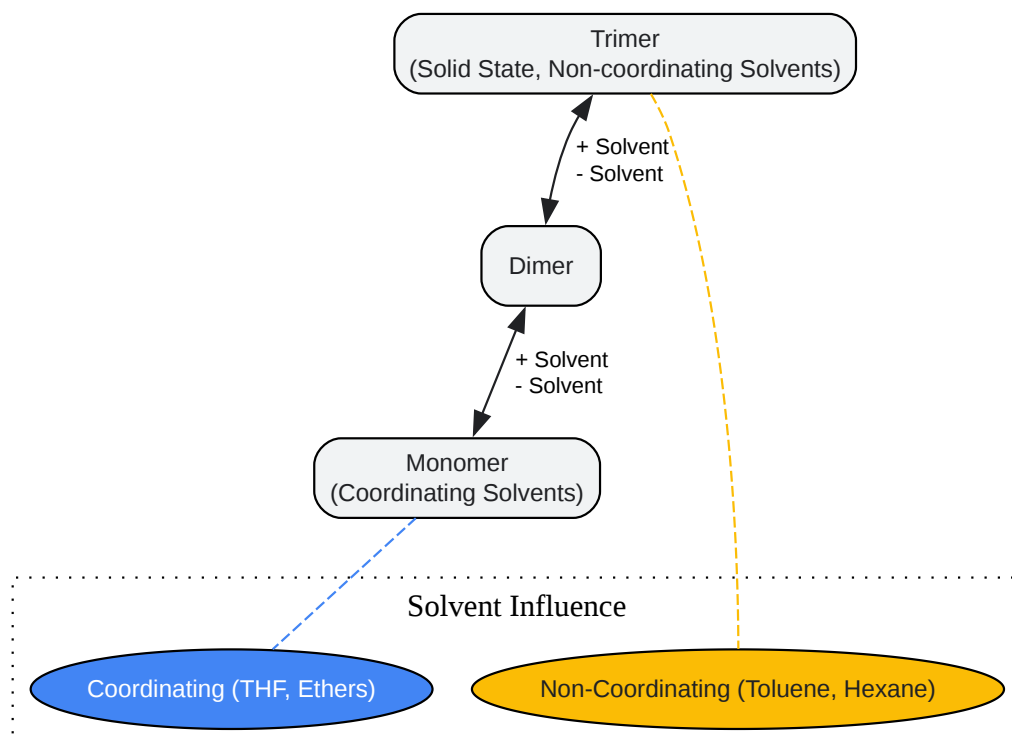 Trimer
(Solid State, Non-coordinating Solvents)
+ Solvent
- Solvent
Dimer
+ Solvent
- Solvent
Monomer
(Coordinating Solvents)
Solvent Influence
Coordinating (THF, Ethers)
Non-Coordinating (Toluene, Hexane)